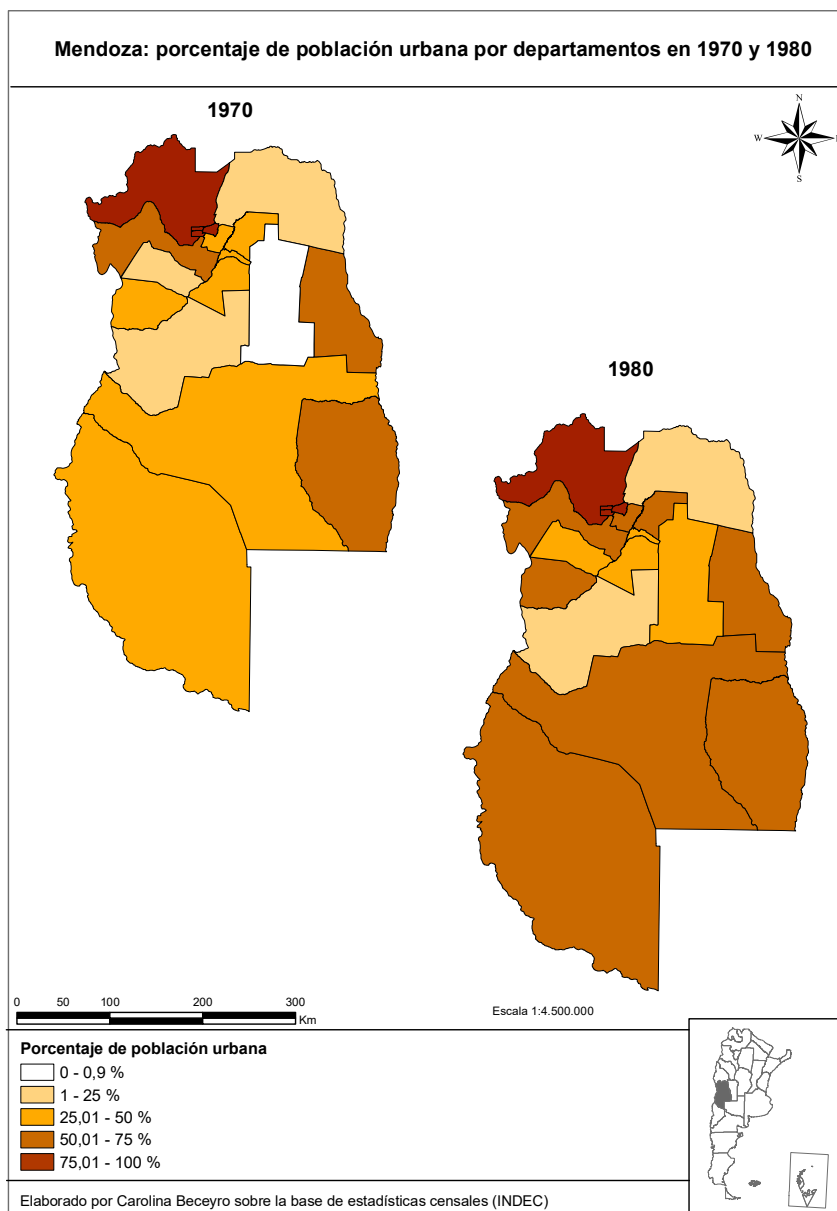 Mendoza: porcentaje de población urbana por departamentos en 1970 y 1980
1970
N
W
S
1980
0 50 100 200 300
Km
Escala 1:4.500.000
Porcentaje de población urbana
0 - 0,9 %
1 - 25 %
25,01 - 50 %
50,01 - 75 %
75,01 - 100 %
Elaborado por Carolina Beceyro sobre la base de estadísticas censales (INDEC)